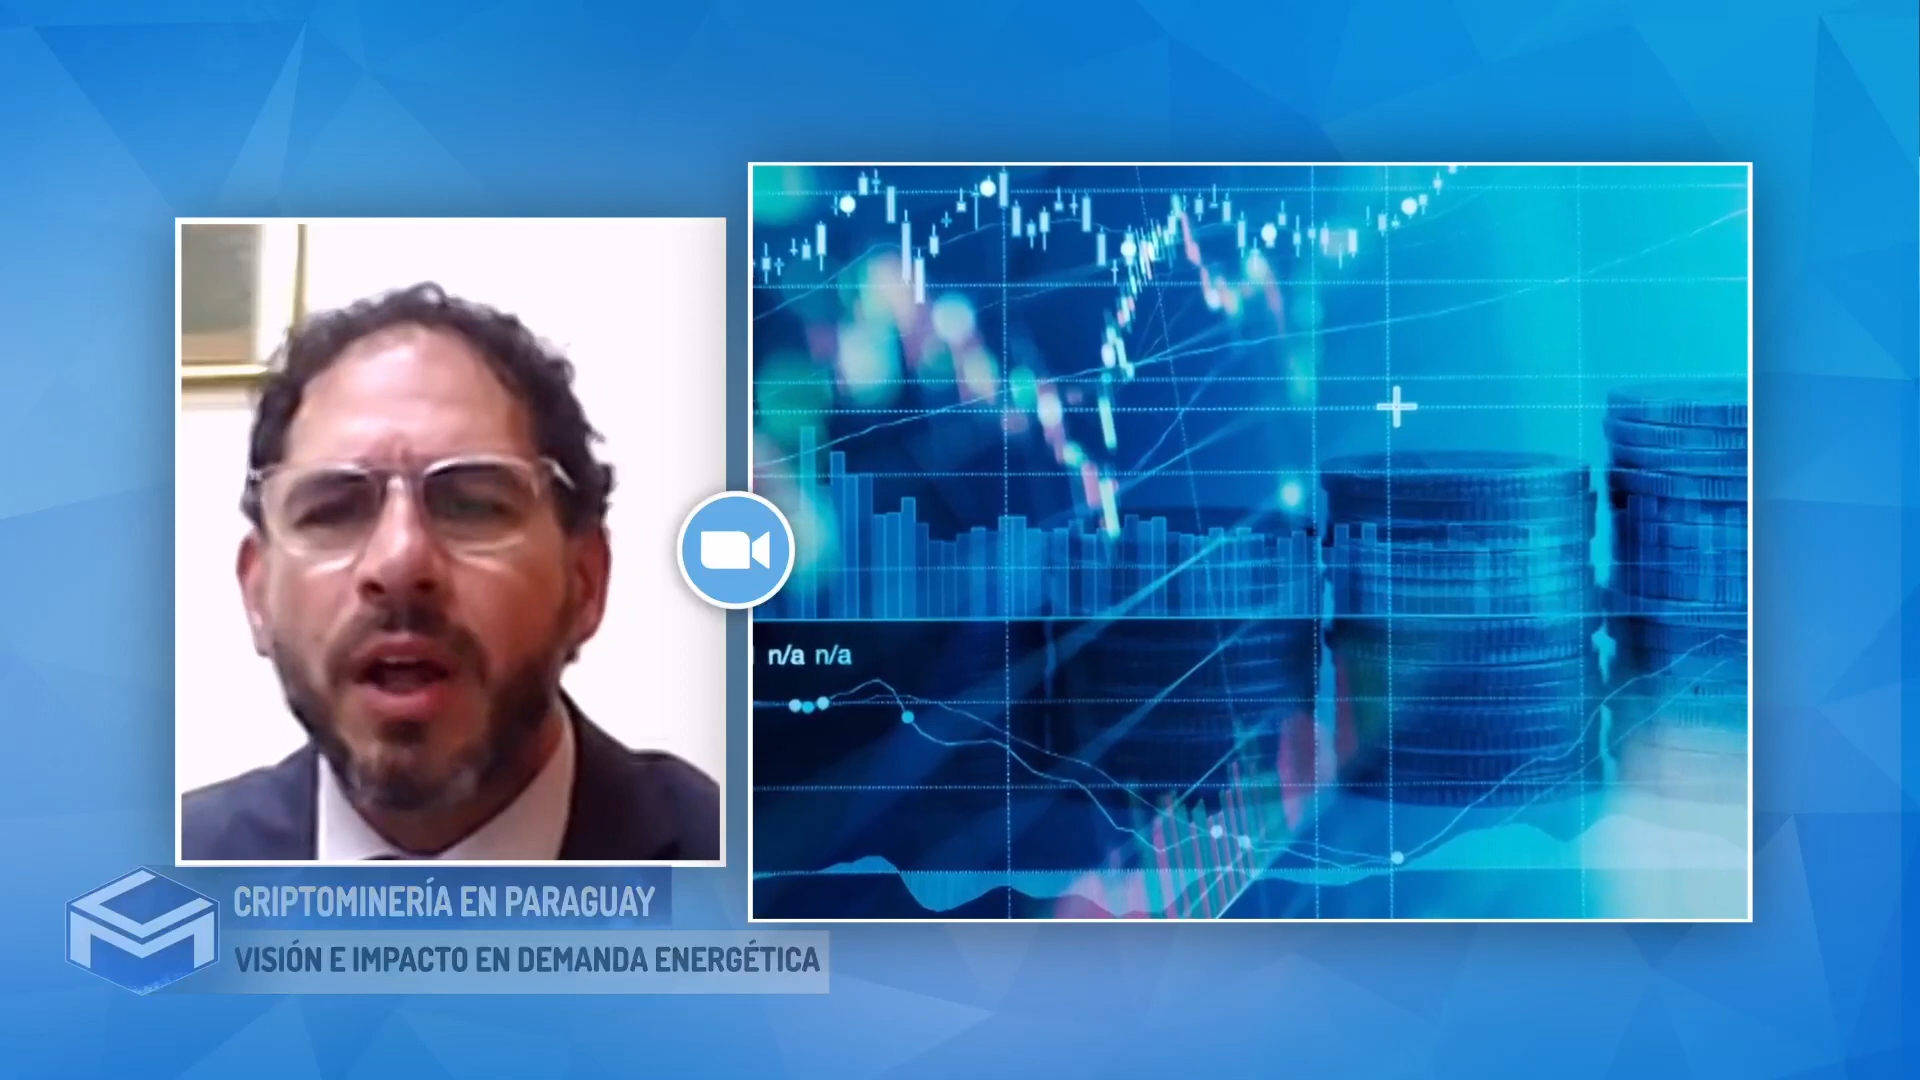 n/a n/a
CRIPTOMINERÍA EN PARAGUAY
VISIÓN E IMPACTO EN DEMANDA ENERGÉTICA